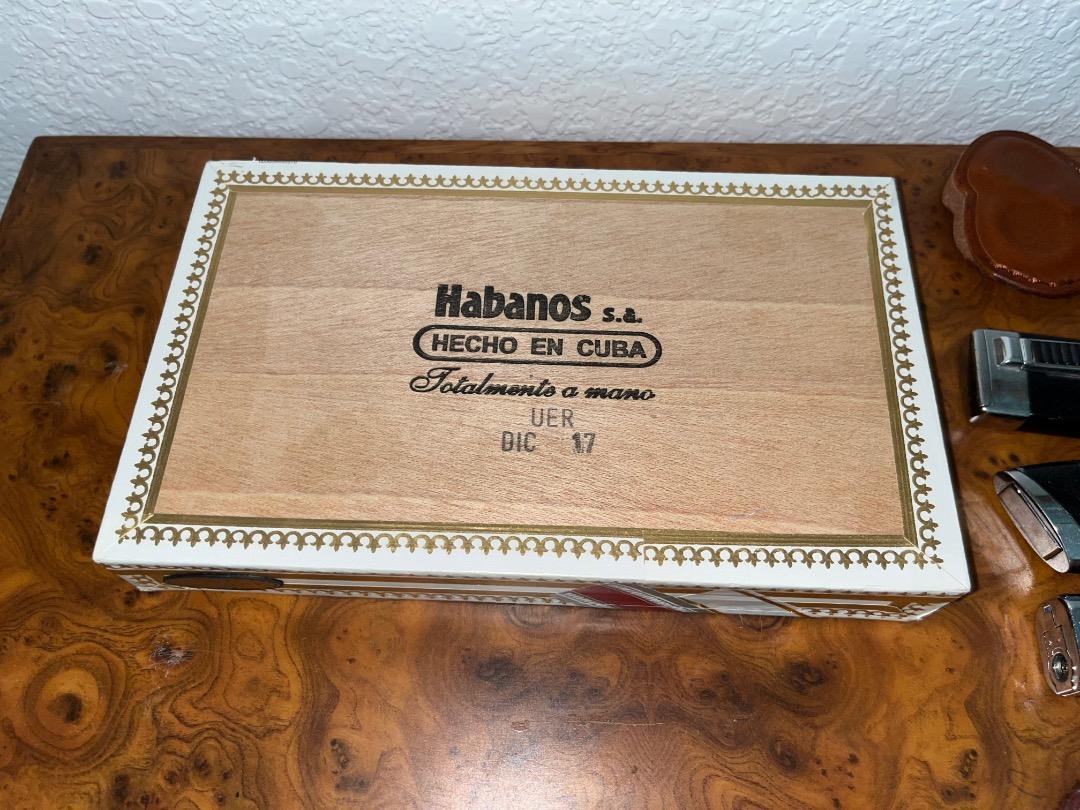 Habanos s.a.
HECHO EN CUBA
Totalmente a mano
UER
DIC 17